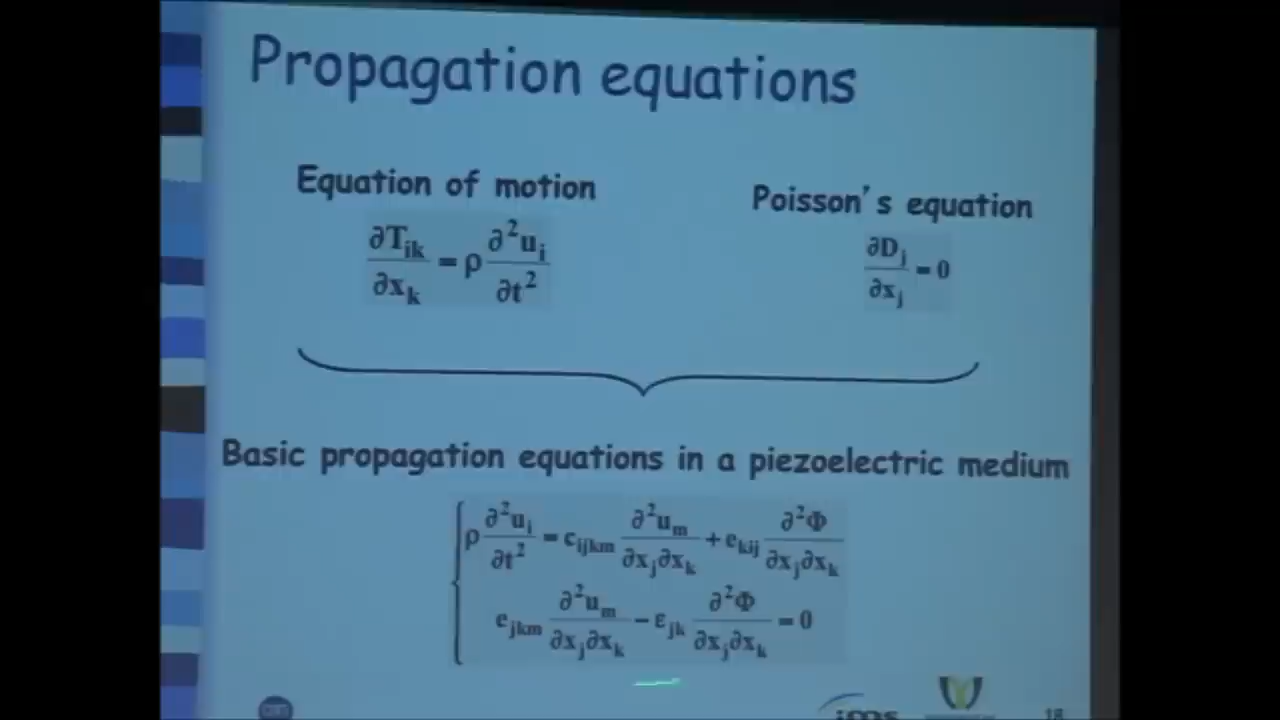 Propagation equations
Equation of motion
Poisson's equation
∂T_ik/∂x_k = ρ ∂²u_i/∂t²
∂D_j/∂x_j = 0
Basic propagation equations in a piezoelectric medium
ρ ∂²u_i/∂t² = c_ijkm ∂²u_m/∂x_j∂x_k + e_kij ∂²Φ/∂x_j∂x_k
e_jkm ∂²u_m/∂x_j∂x_k − ε_jk ∂²Φ/∂x_j∂x_k = 0
ims
18